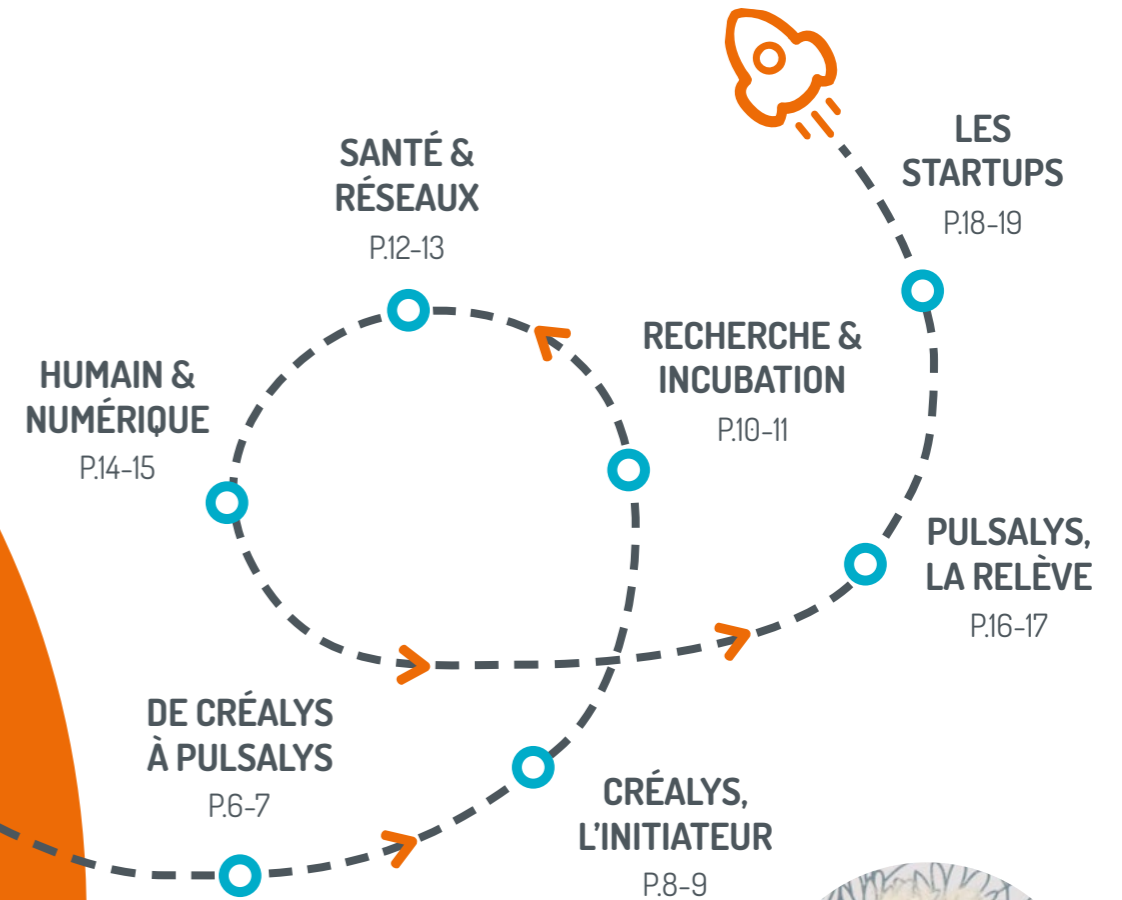 LES
STARTUPS
P.18-19
SANTÉ &
RÉSEAUX
P.12-13
RECHERCHE &
INCUBATION
P.10-11
HUMAIN &
NUMÉRIQUE
P.14-15
PULSALYS,
LA RELÈVE
P.16-17
DE CRÉALYS
À PULSALYS
P.6-7
CRÉALYS,
L'INITIATEUR
P.8-9